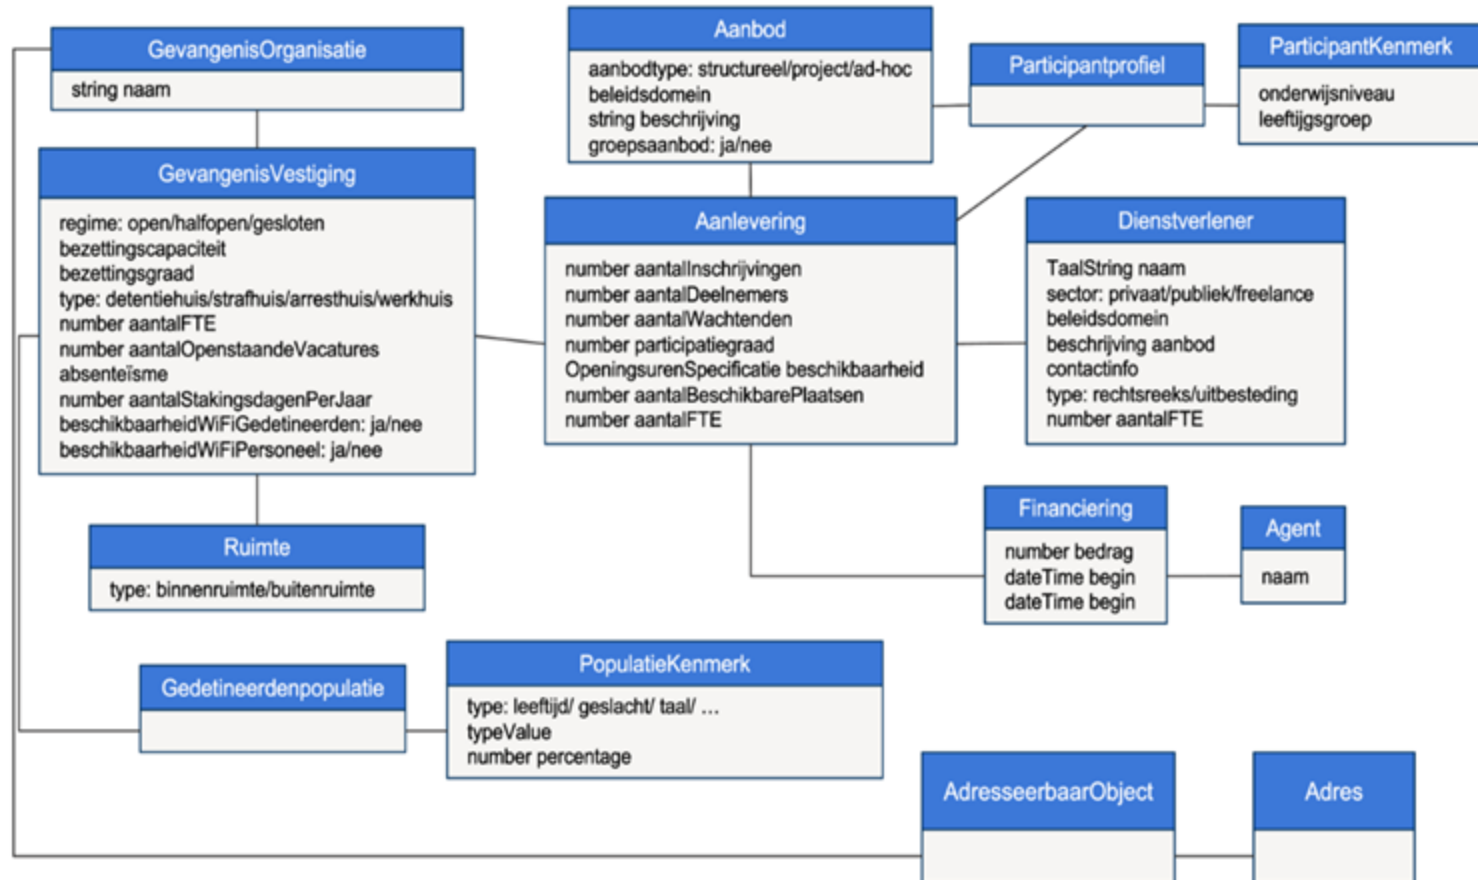 GevangenisOrganisatie
string naam
GevangenisVestiging
regime: open/halfopen/gesloten
bezettingscapaciteit
bezettingsgraad
type: detentiehuis/strafhuis/arresthuis/werkhuis
number aantalFTE
number aantalOpenstaandeVacatures
absenteïsme
number aantalStakingsdagenPerJaar
beschikbaarheidWiFiGedetineerden: ja/nee
beschikbaarheidWiFiPersoneel: ja/nee
Ruimte
type: binnenruimte/buitenruimte
Aanbod
aanbodtype: structureel/project/ad-hoc
beleidsdomein
string beschrijving
groepsaanbod: ja/nee
Participantprofiel
ParticipantKenmerk
onderwijsniveau
leeftijgsgroep
Aanlevering
number aantalInschrijvingen
number aantalDeelnemers
number aantalWachtenden
number participatiegraad
OpeningsurenSpecificatie beschikbaarheid
number aantalBeschikbarePlaatsen
number aantalFTE
Dienstverlener
TaalString naam
sector: privaat/publiek/freelance
beleidsdomein
beschrijving aanbod
contactinfo
type: rechtsreeks/uitbesteding
number aantalFTE
Financiering
number bedrag
dateTime begin
dateTime begin
Agent
naam
Gedetineerdenpopulatie
PopulatieKenmerk
type: leeftijd/ geslacht/ taal/ ...
typeValue
number percentage
AdresseerbaarObject
Adres